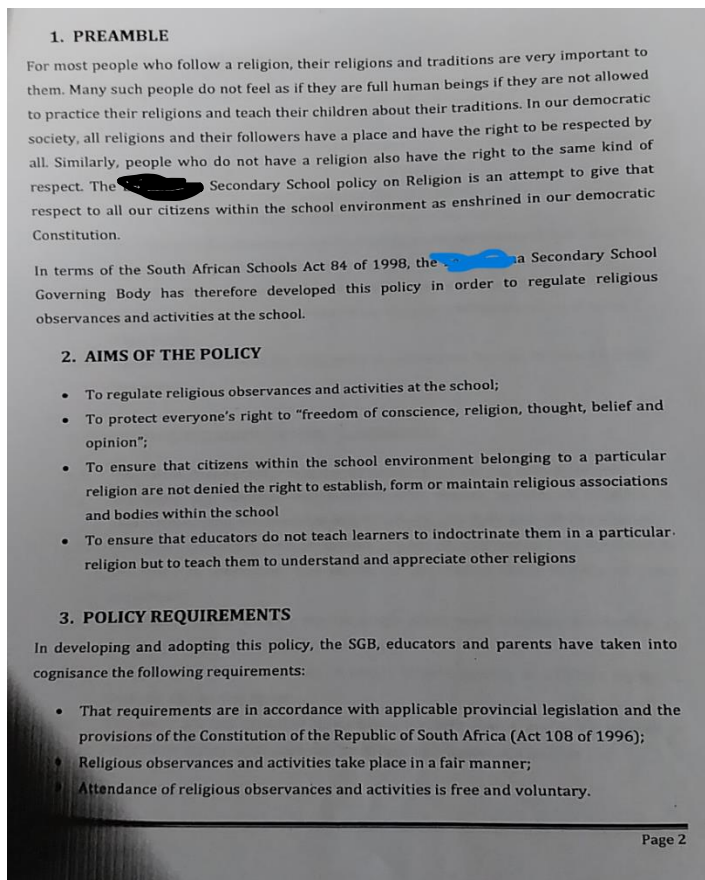 1. PREAMBLE
For most people who follow a religion, their religions and traditions are very important to
them. Many such people do not feel as if they are full human beings if they are not allowed
to practice their religions and teach their children about their traditions. In our democratic
society, all religions and their followers have a place and have the right to be respected by
all. Similarly, people who do not have a religion also have the right to the same kind of
respect. The Secondary School policy on Religion is an attempt to give that
respect to all our citizens within the school environment as enshrined in our democratic
Constitution.
In terms of the South African Schools Act 84 of 1998, the Secondary School
Governing Body has therefore developed this policy in order to regulate religious
observances and activities at the school.
2. AIMS OF THE POLICY
• To regulate religious observances and activities at the school;
• To protect everyone's right to "freedom of conscience, religion, thought, belief and
opinion";
• To ensure that citizens within the school environment belonging to a particular
religion are not denied the right to establish, form or maintain religious associations
and bodies within the school
• To ensure that educators do not teach learners to indoctrinate them in a particular
religion but to teach them to understand and appreciate other religions
3. POLICY REQUIREMENTS
In developing and adopting this policy, the SGB, educators and parents have taken into
cognisance the following requirements:
• That requirements are in accordance with applicable provincial legislation and the
provisions of the Constitution of the Republic of South Africa (Act 108 of 1996);
• Religious observances and activities take place in a fair manner;
• Attendance of religious observances and activities is free and voluntary.
Page 2